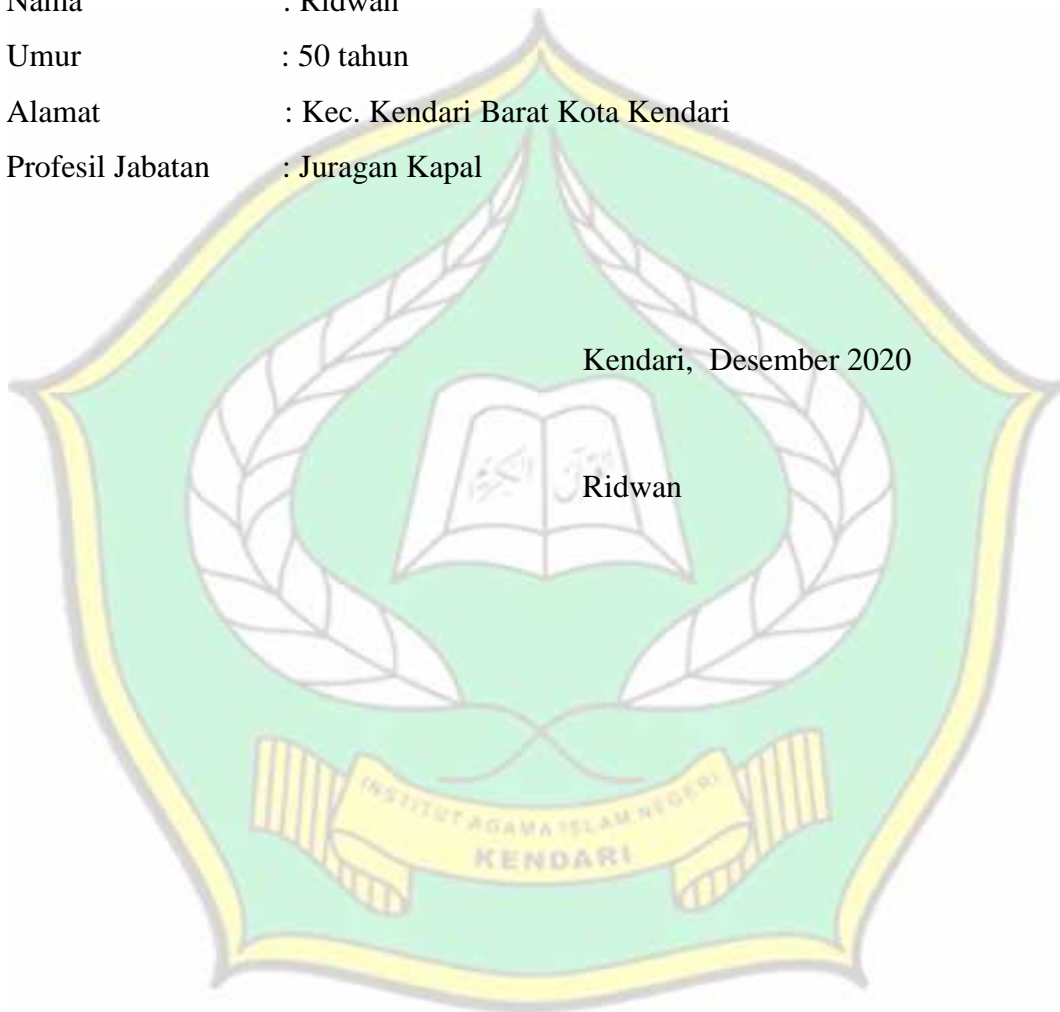 Nama : Ridwan
Umur : 50 tahun
Alamat : Kec. Kendari Barat Kota Kendari
Profesil Jabatan : Juragan Kapal
Kendari, Desember 2020
Ridwan
INSTITUT AGAMA ISLAM NEGERI
KENDARI